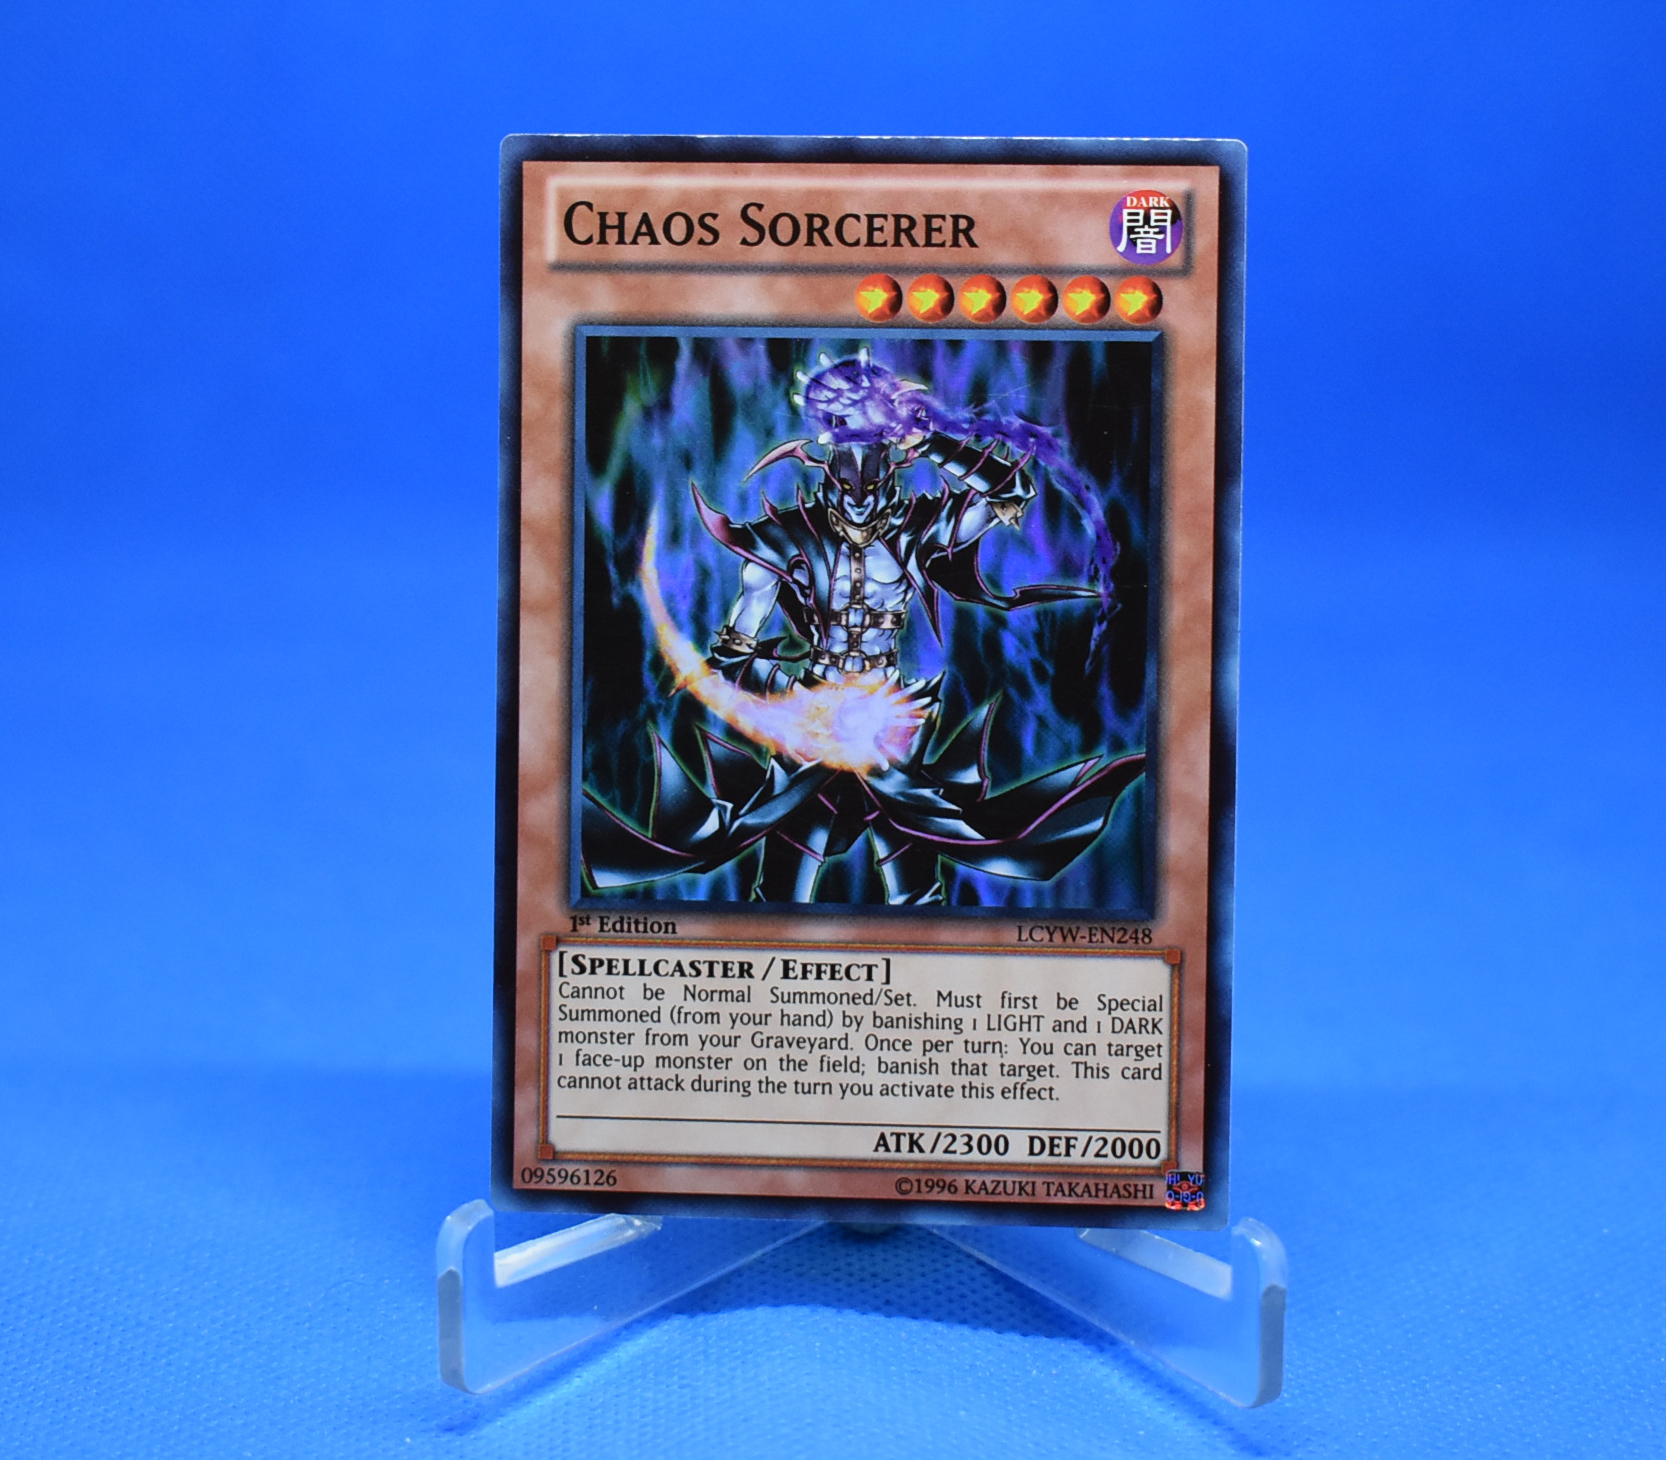 CHAOS SORCERER
DARK
闇
1st Edition
LCYW-EN248
[SPELLCASTER / EFFECT]
Cannot be Normal Summoned/Set. Must first be Special
Summoned (from your hand) by banishing 1 LIGHT and 1 DARK
monster from your Graveyard. Once per turn: You can target
1 face-up monster on the field; banish that target. This card
cannot attack during the turn you activate this effect.
ATK/2300 DEF/2000
09596126
©1996 KAZUKI TAKAHASHI